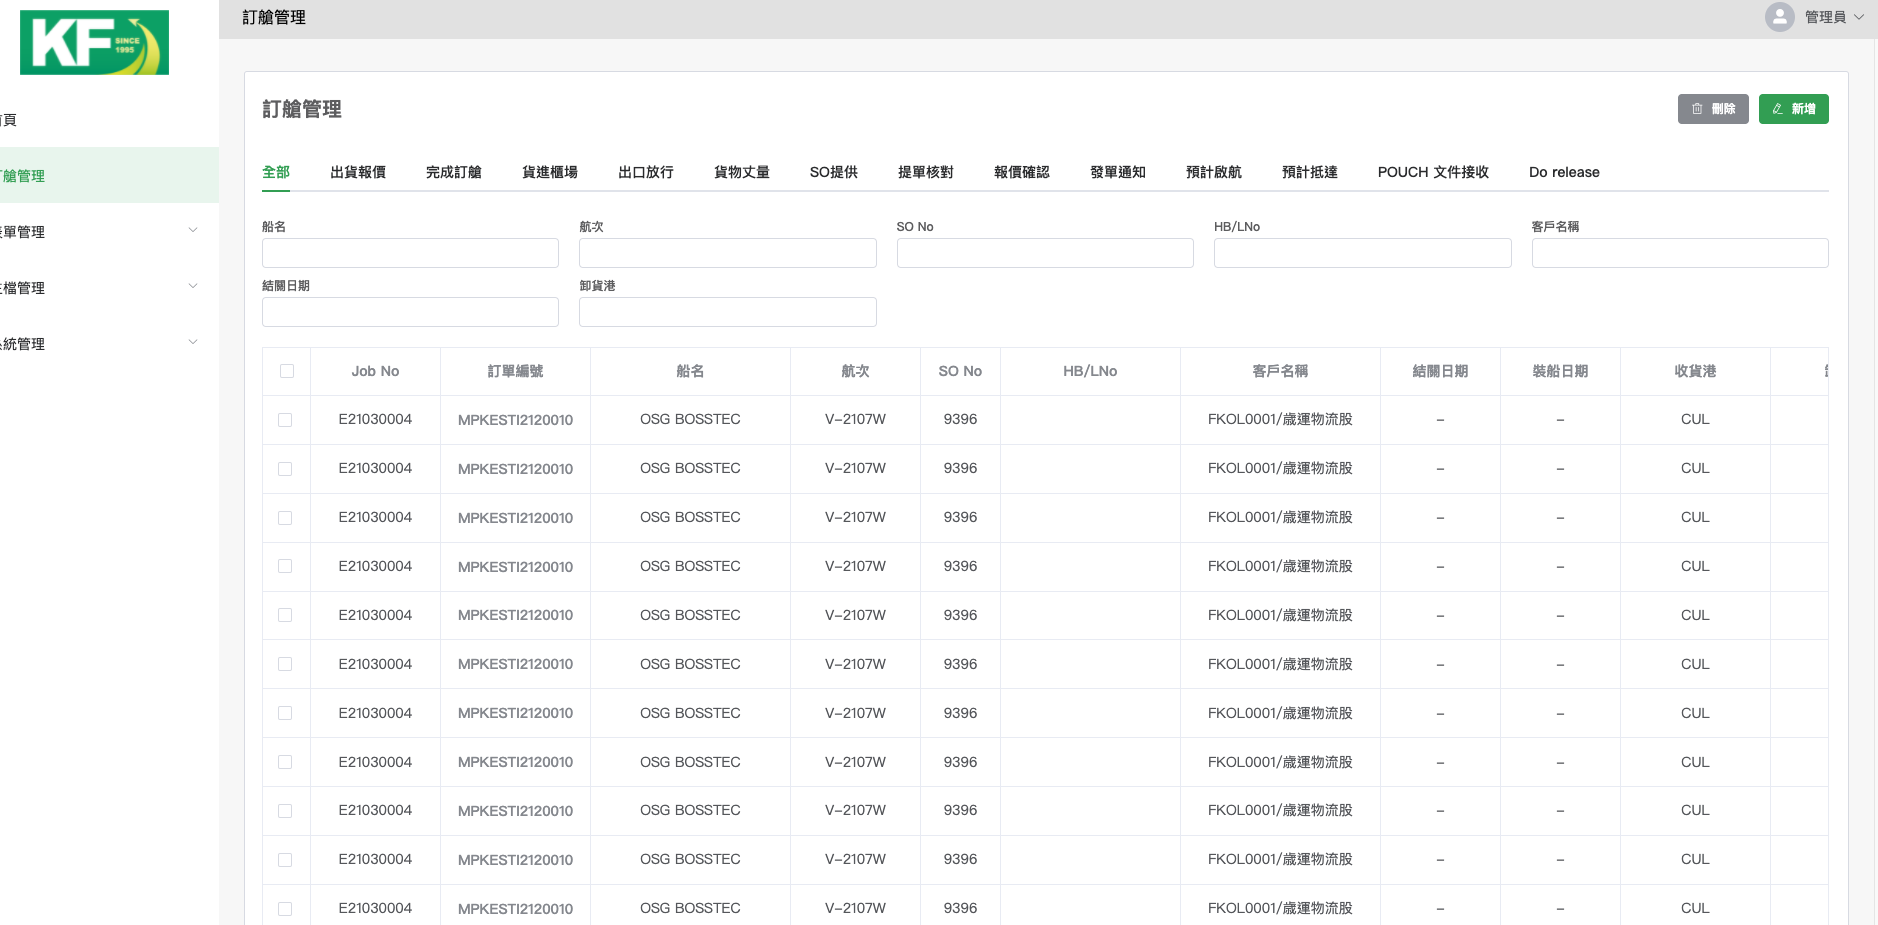 KF SINCE 1995
訂艙管理
管理員
頁
艙管理
單管理
檔管理
統管理
訂艙管理
刪除
新增
全部 出貨報價 完成訂艙 貨進櫃場 出口放行 貨物丈量 SO提供 提單核對 報價確認 發單通知 預計啟航 預計抵達 POUCH 文件接收 Do release
船名 航次 SO No HB/LNo 客戶名稱
結關日期 卸貨港
Job No 訂單編號 船名 航次 SO No HB/LNo 客戶名稱 結關日期 裝船日期 收貨港
E21030004 MPKESTI2120010 OSG BOSSTEC V-2107W 9396 FKOL0001/歲運物流股 - - CUL
E21030004 MPKESTI2120010 OSG BOSSTEC V-2107W 9396 FKOL0001/歲運物流股 - - CUL
E21030004 MPKESTI2120010 OSG BOSSTEC V-2107W 9396 FKOL0001/歲運物流股 - - CUL
E21030004 MPKESTI2120010 OSG BOSSTEC V-2107W 9396 FKOL0001/歲運物流股 - - CUL
E21030004 MPKESTI2120010 OSG BOSSTEC V-2107W 9396 FKOL0001/歲運物流股 - - CUL
E21030004 MPKESTI2120010 OSG BOSSTEC V-2107W 9396 FKOL0001/歲運物流股 - - CUL
E21030004 MPKESTI2120010 OSG BOSSTEC V-2107W 9396 FKOL0001/歲運物流股 - - CUL
E21030004 MPKESTI2120010 OSG BOSSTEC V-2107W 9396 FKOL0001/歲運物流股 - - CUL
E21030004 MPKESTI2120010 OSG BOSSTEC V-2107W 9396 FKOL0001/歲運物流股 - - CUL
E21030004 MPKESTI2120010 OSG BOSSTEC V-2107W 9396 FKOL0001/歲運物流股 - - CUL
E21030004 MPKESTI2120010 OSG BOSSTEC V-2107W 9396 FKOL0001/歲運物流股 - - CUL